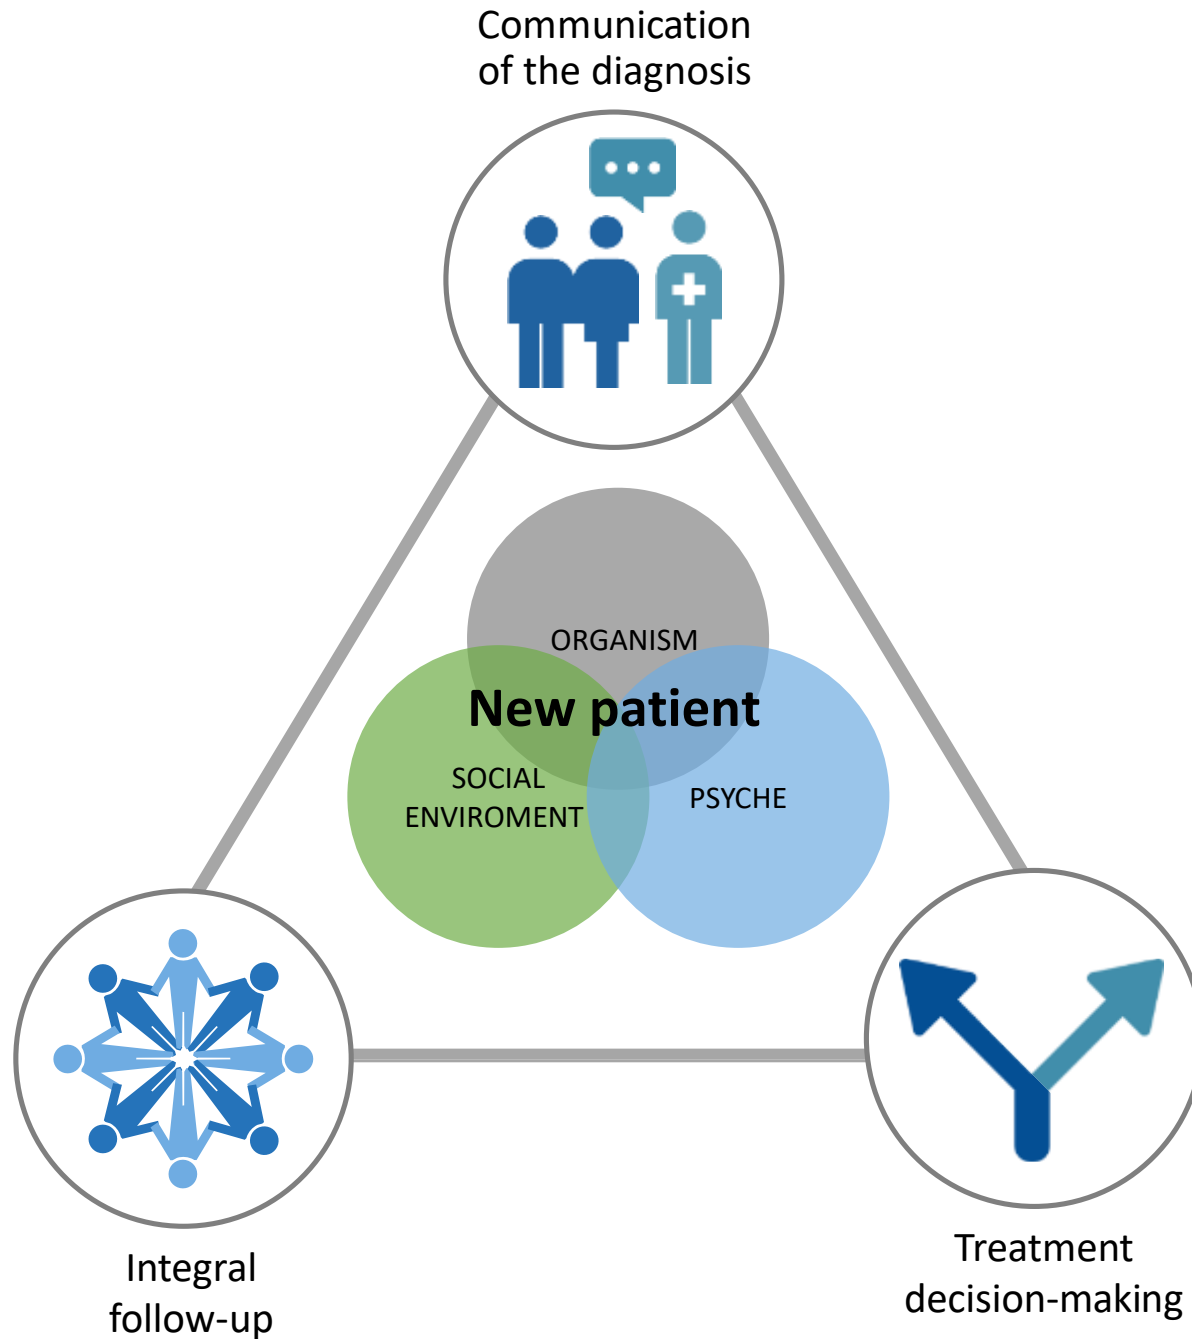 Communication
of the diagnosis
ORGANISM
New patient
SOCIAL
ENVIROMENT
PSYCHE
Integral
follow-up
Treatment
decision-making